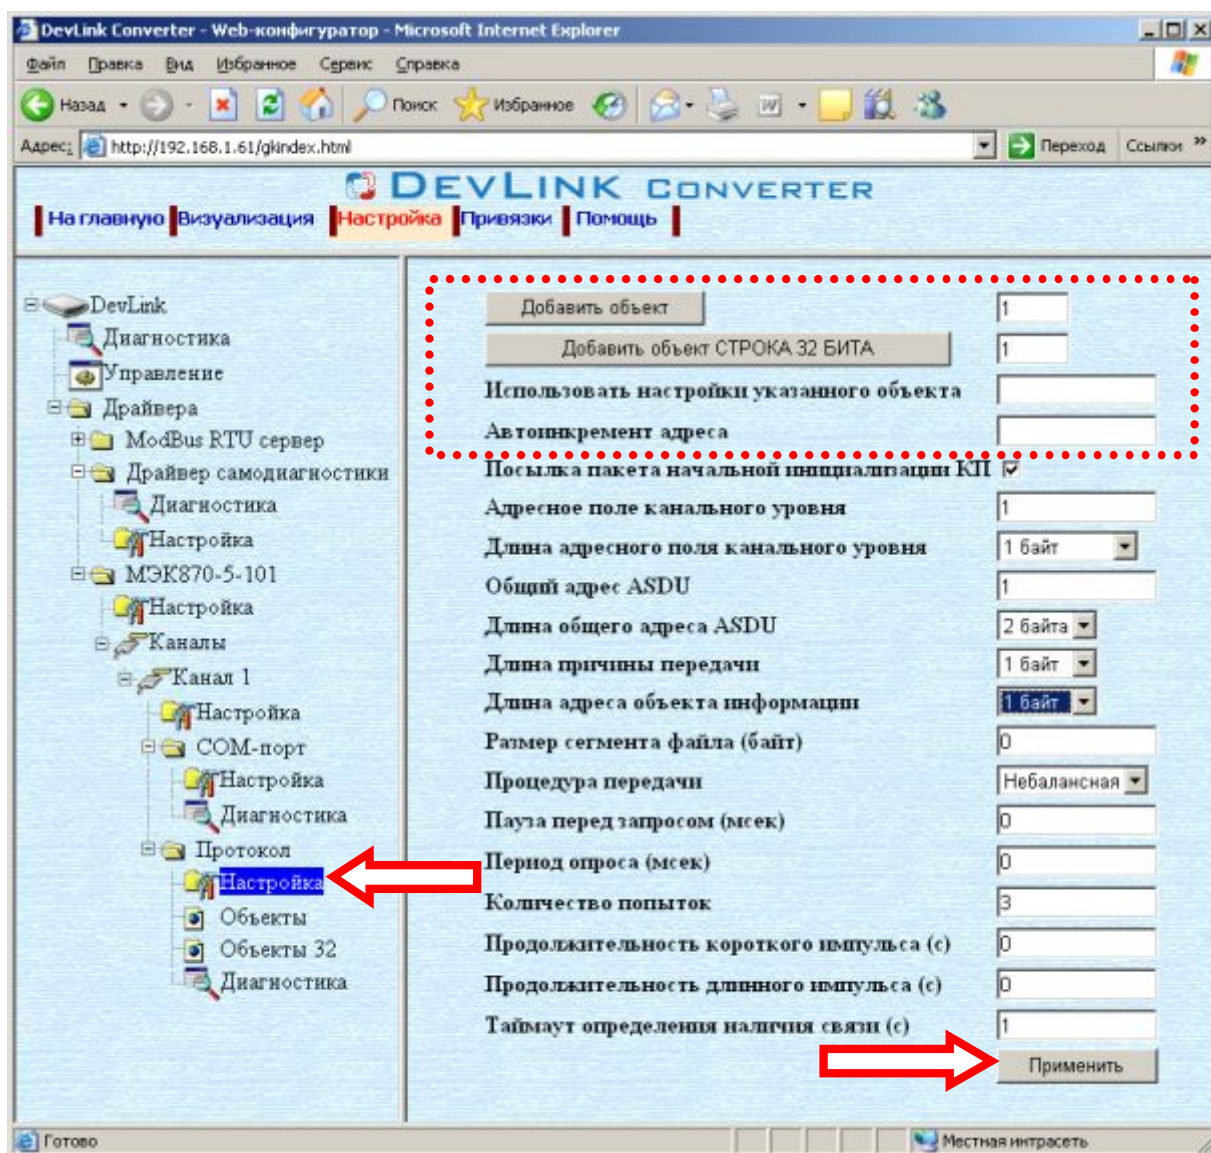 DevLink Converter - Web-конфигуратор - Microsoft Internet Explorer
Файл Правка Вид Избранное Сервис Справка
Назад Поиск Избранное
Адрес: http://192.168.1.61/gkindex.html Переход Ссылки »
DEVLINK CONVERTER
На главную Визуализация Настройка Привязки Помощь
DevLink
Диагностика
Управление
Драйвера
ModBus RTU сервер
Драйвер самодиагностики
Диагностика
Настройка
МЭК870-5-101
Настройка
Каналы
Канал 1
Настройка
COM-порт
Настройка
Диагностика
Протокол
Настройка
Объекты
Объекты 32
Диагностика
Добавить объект 1
Добавить объект СТРОКА 32 БИТА 1
Использовать настройки указанного объекта
Автоинкремент адреса
Посылка пакета начальной инициализации КП
Адресное поле канального уровня 1
Длина адресного поля канального уровня 1 байт
Общий адрес ASDU 1
Длина общего адреса ASDU 2 байта
Длина причины передачи 1 байт
Длина адреса объекта информации 1 байт
Размер сегмента файла (байт) 0
Процедура передачи Небалансная
Пауза перед запросом (мсек) 0
Период опроса (мсек) 0
Количество попыток 3
Продолжительность короткого импульса (с) 0
Продолжительность длинного импульса (с) 0
Таймаут определения наличия связи (с) 1
Применить
Готово Местная интрасеть